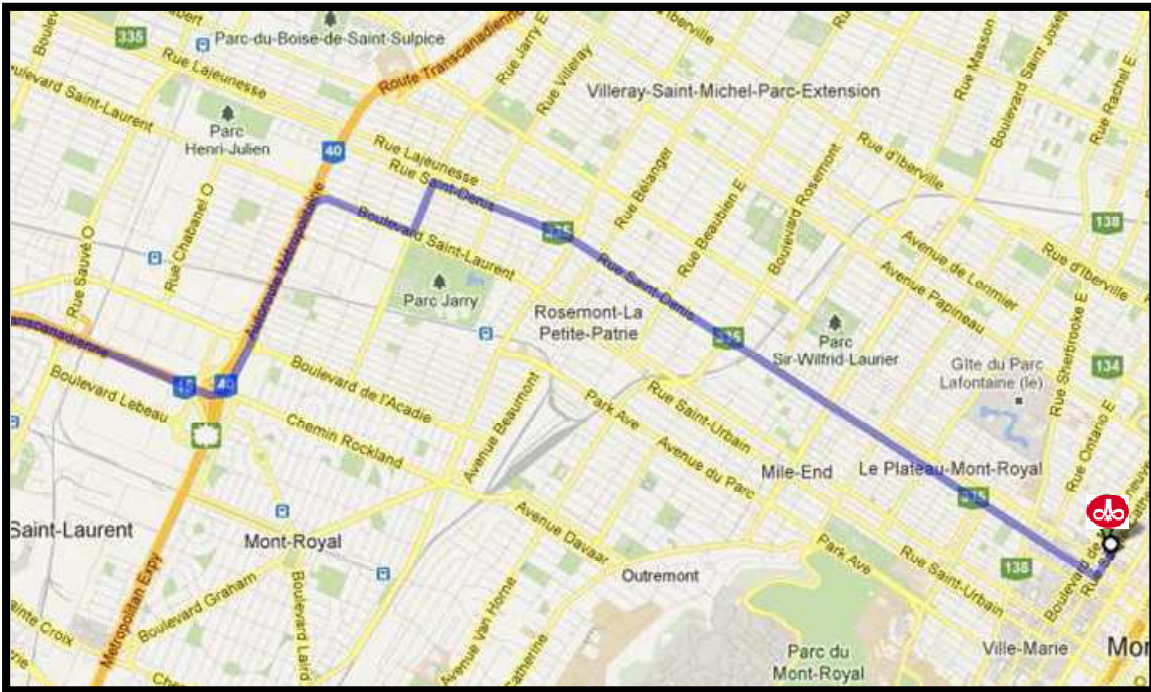 335
Parc-du-Boise-de-Saint-Sulpice
Rue Lajeunesse
Route Transcanadienne
Rue Jarry E
Rue Villeray
d'Iberville
Rue Masson
Boulevard Saint
Rue Rachel E
Villeray-Saint-Michel-Parc-Extension
Boulevard Saint-Laurent
Parc
Henri-Julien
40
Rue Lajeunesse
Rue Saint-Denis
Rue d'Iberville
Rue Bélanger
Rue Beaubien E
Boulevard Rosemont
Rue Chabanel O
Rue Sauvé O
Autoroute Métropolitaine
Boulevard Saint-Laurent
335
138
Avenue de Lorimier
Rue d'Iberville
Avenue Papineau
Rue Saint-Denis
Parc Jarry
Rosemont-La
Petite-Patrie
335
Parc
Sir-Wilfrid-Laurier
Rue Sherbrooke E
Gîte du Parc
Lafontaine (le)
134
15
40
Boulevard Lebeau
Boulevard de l'Acadie
Chemin Rockland
Avenue Beaumont
Park Ave
Rue Saint-Urbain
Avenue du Parc
Mile-End
Le Plateau-Mont-Royal
Rue Ontario E
335
Saint-Laurent
Mont-Royal
Avenue Davaar
Outremont
Park Ave
Rue Saint-Urbain
138
Boulevard de
Metropolitan Expy
Boulevard Graham
Boulevard Laird
Avenue Van Horne
Parc du
Mont-Royal
Ville-Marie